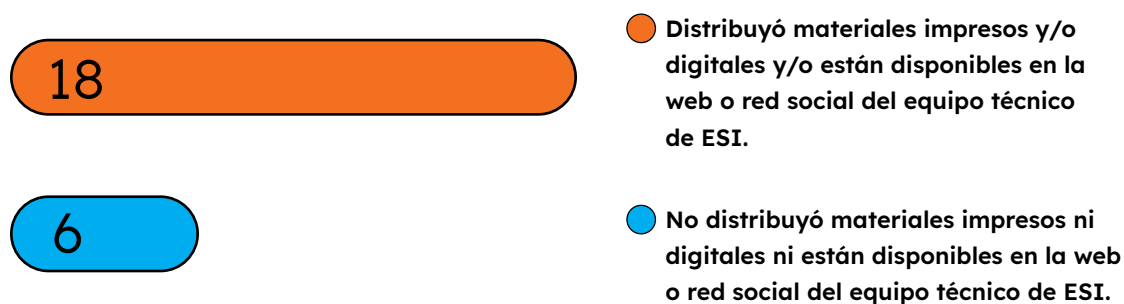 18
Distribuyó materiales impresos y/o
digitales y/o están disponibles en la
web o red social del equipo técnico
de ESI.
6
No distribuyó materiales impresos ni
digitales ni están disponibles en la web
o red social del equipo técnico de ESI.